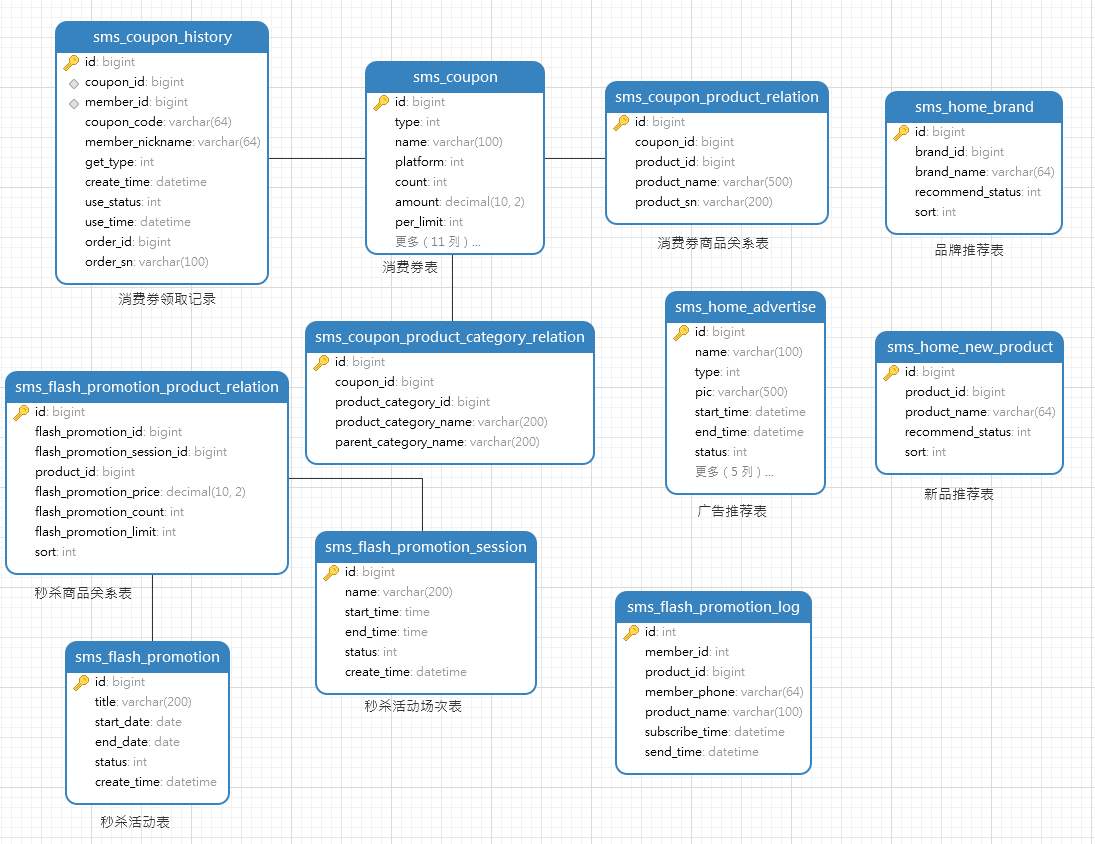 sms_coupon_history
id: bigint
coupon_id: bigint
member_id: bigint
coupon_code: varchar(64)
member_nickname: varchar(64)
get_type: int
create_time: datetime
use_status: int
use_time: datetime
order_id: bigint
order_sn: varchar(100)
消费券领取记录
sms_coupon
id: bigint
type: int
name: varchar(100)
platform: int
count: int
amount: decimal(10, 2)
per_limit: int
更多 ( 11 列 ) ...
消费券表
sms_coupon_product_relation
id: bigint
coupon_id: bigint
product_id: bigint
product_name: varchar(500)
product_sn: varchar(200)
消费券商品关系表
sms_home_brand
id: bigint
brand_id: bigint
brand_name: varchar(64)
recommend_status: int
sort: int
品牌推荐表
sms_coupon_product_category_relation
id: bigint
coupon_id: bigint
product_category_id: bigint
product_category_name: varchar(200)
parent_category_name: varchar(200)
sms_home_advertise
id: bigint
name: varchar(100)
type: int
pic: varchar(500)
start_time: datetime
end_time: datetime
status: int
更多 ( 5 列 ) ...
广告推荐表
sms_home_new_product
id: bigint
product_id: bigint
product_name: varchar(64)
recommend_status: int
sort: int
新品推荐表
sms_flash_promotion_product_relation
id: bigint
flash_promotion_id: bigint
flash_promotion_session_id: bigint
product_id: bigint
flash_promotion_price: decimal(10, 2)
flash_promotion_count: int
flash_promotion_limit: int
sort: int
秒杀商品关系表
sms_flash_promotion_session
id: bigint
name: varchar(200)
start_time: time
end_time: time
status: int
create_time: datetime
秒杀活动场次表
sms_flash_promotion_log
id: int
member_id: int
product_id: bigint
member_phone: varchar(64)
product_name: varchar(100)
subscribe_time: datetime
send_time: datetime
sms_flash_promotion
id: bigint
title: varchar(200)
start_date: date
end_date: date
status: int
create_time: datetime
秒杀活动表